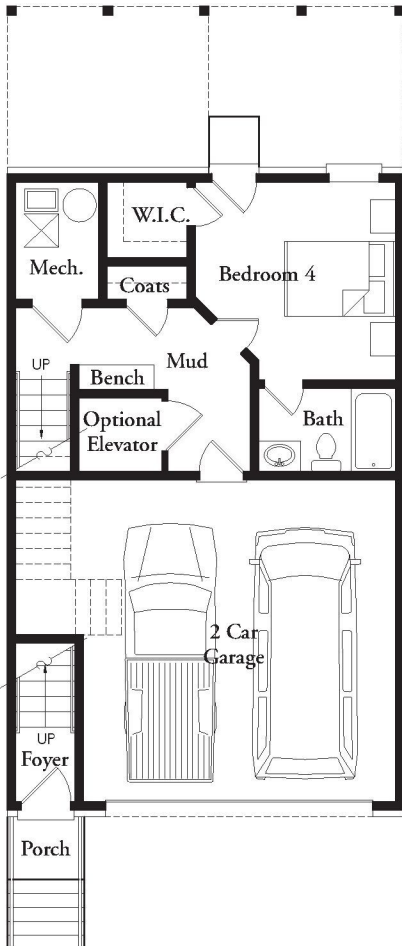 W.I.C.
Mech.
Coats
Bedroom 4
UP
Mud
Bench
Optional
Elevator
Bath
2 Car
Garage
UP
Foyer
Porch